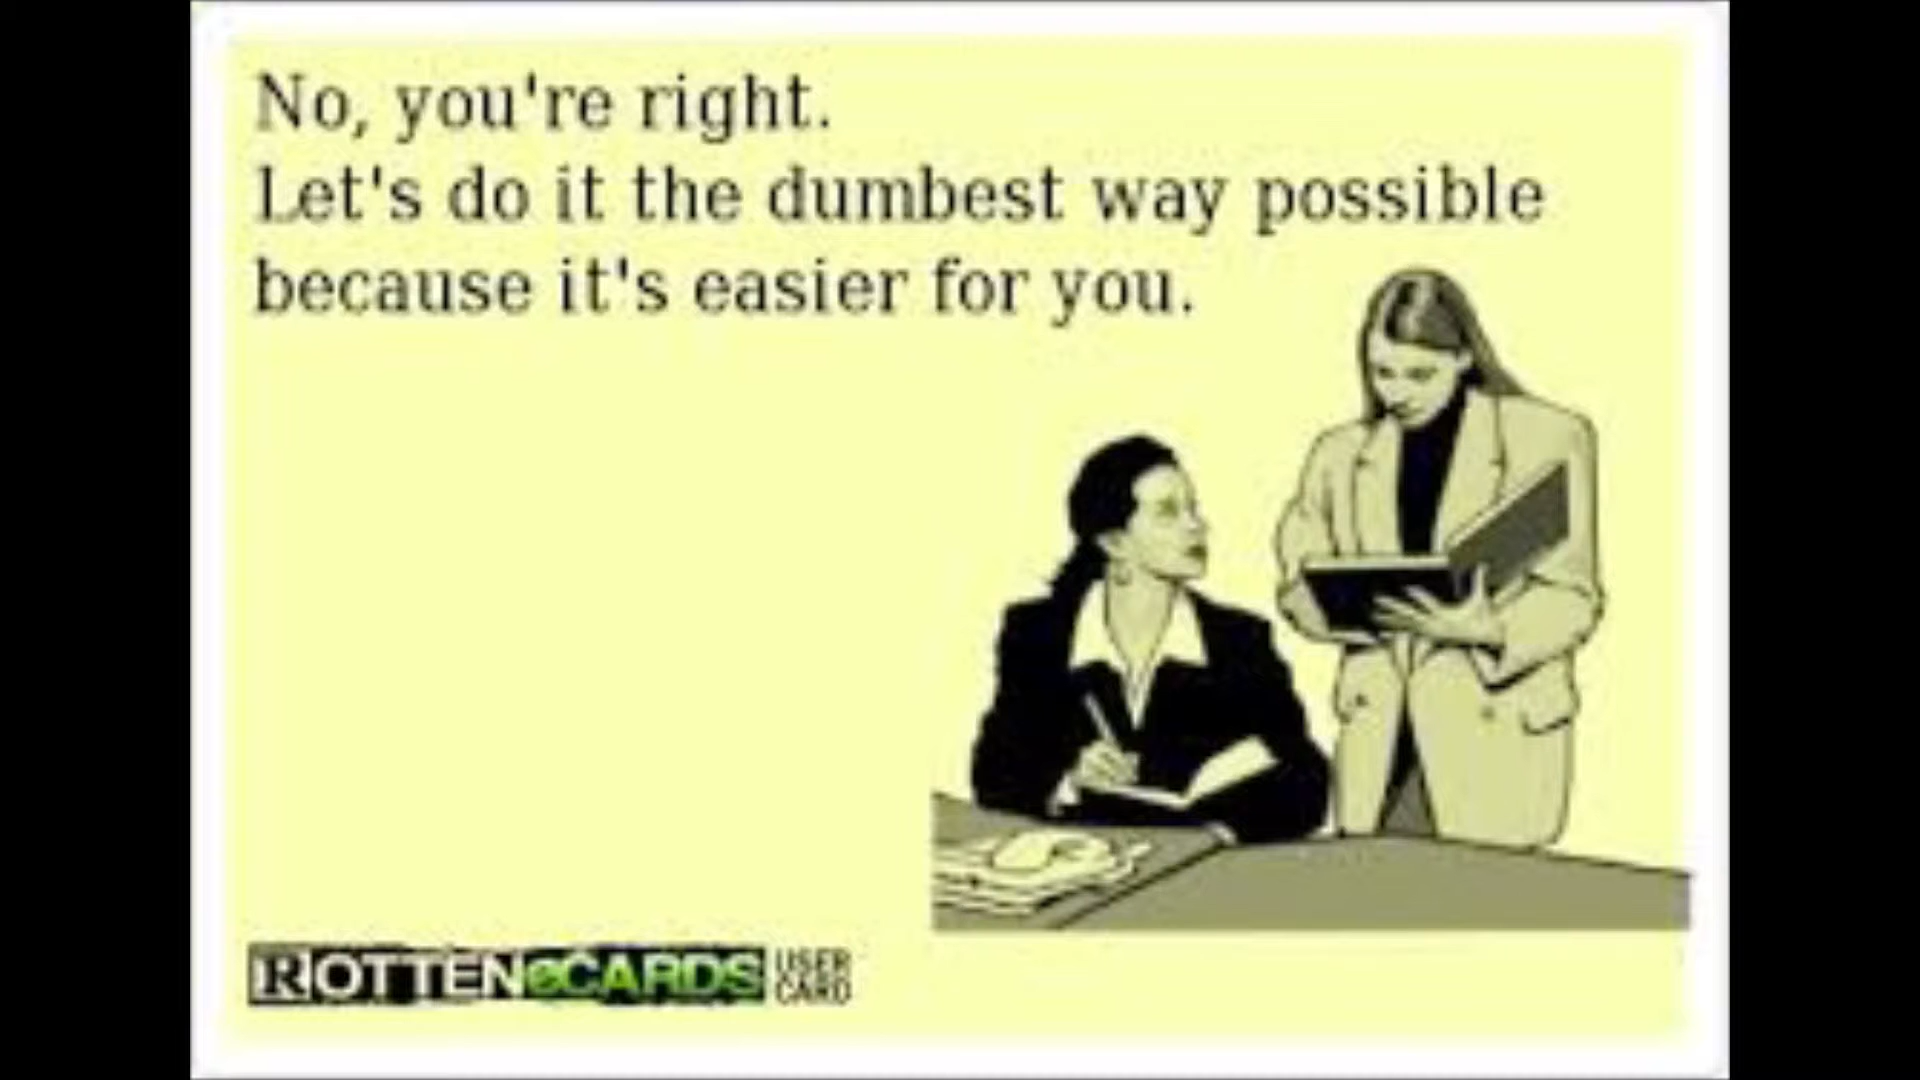 No, you're right.
Let's do it the dumbest way possible
because it's easier for you.
ROTTENeCARDS USER
CARD